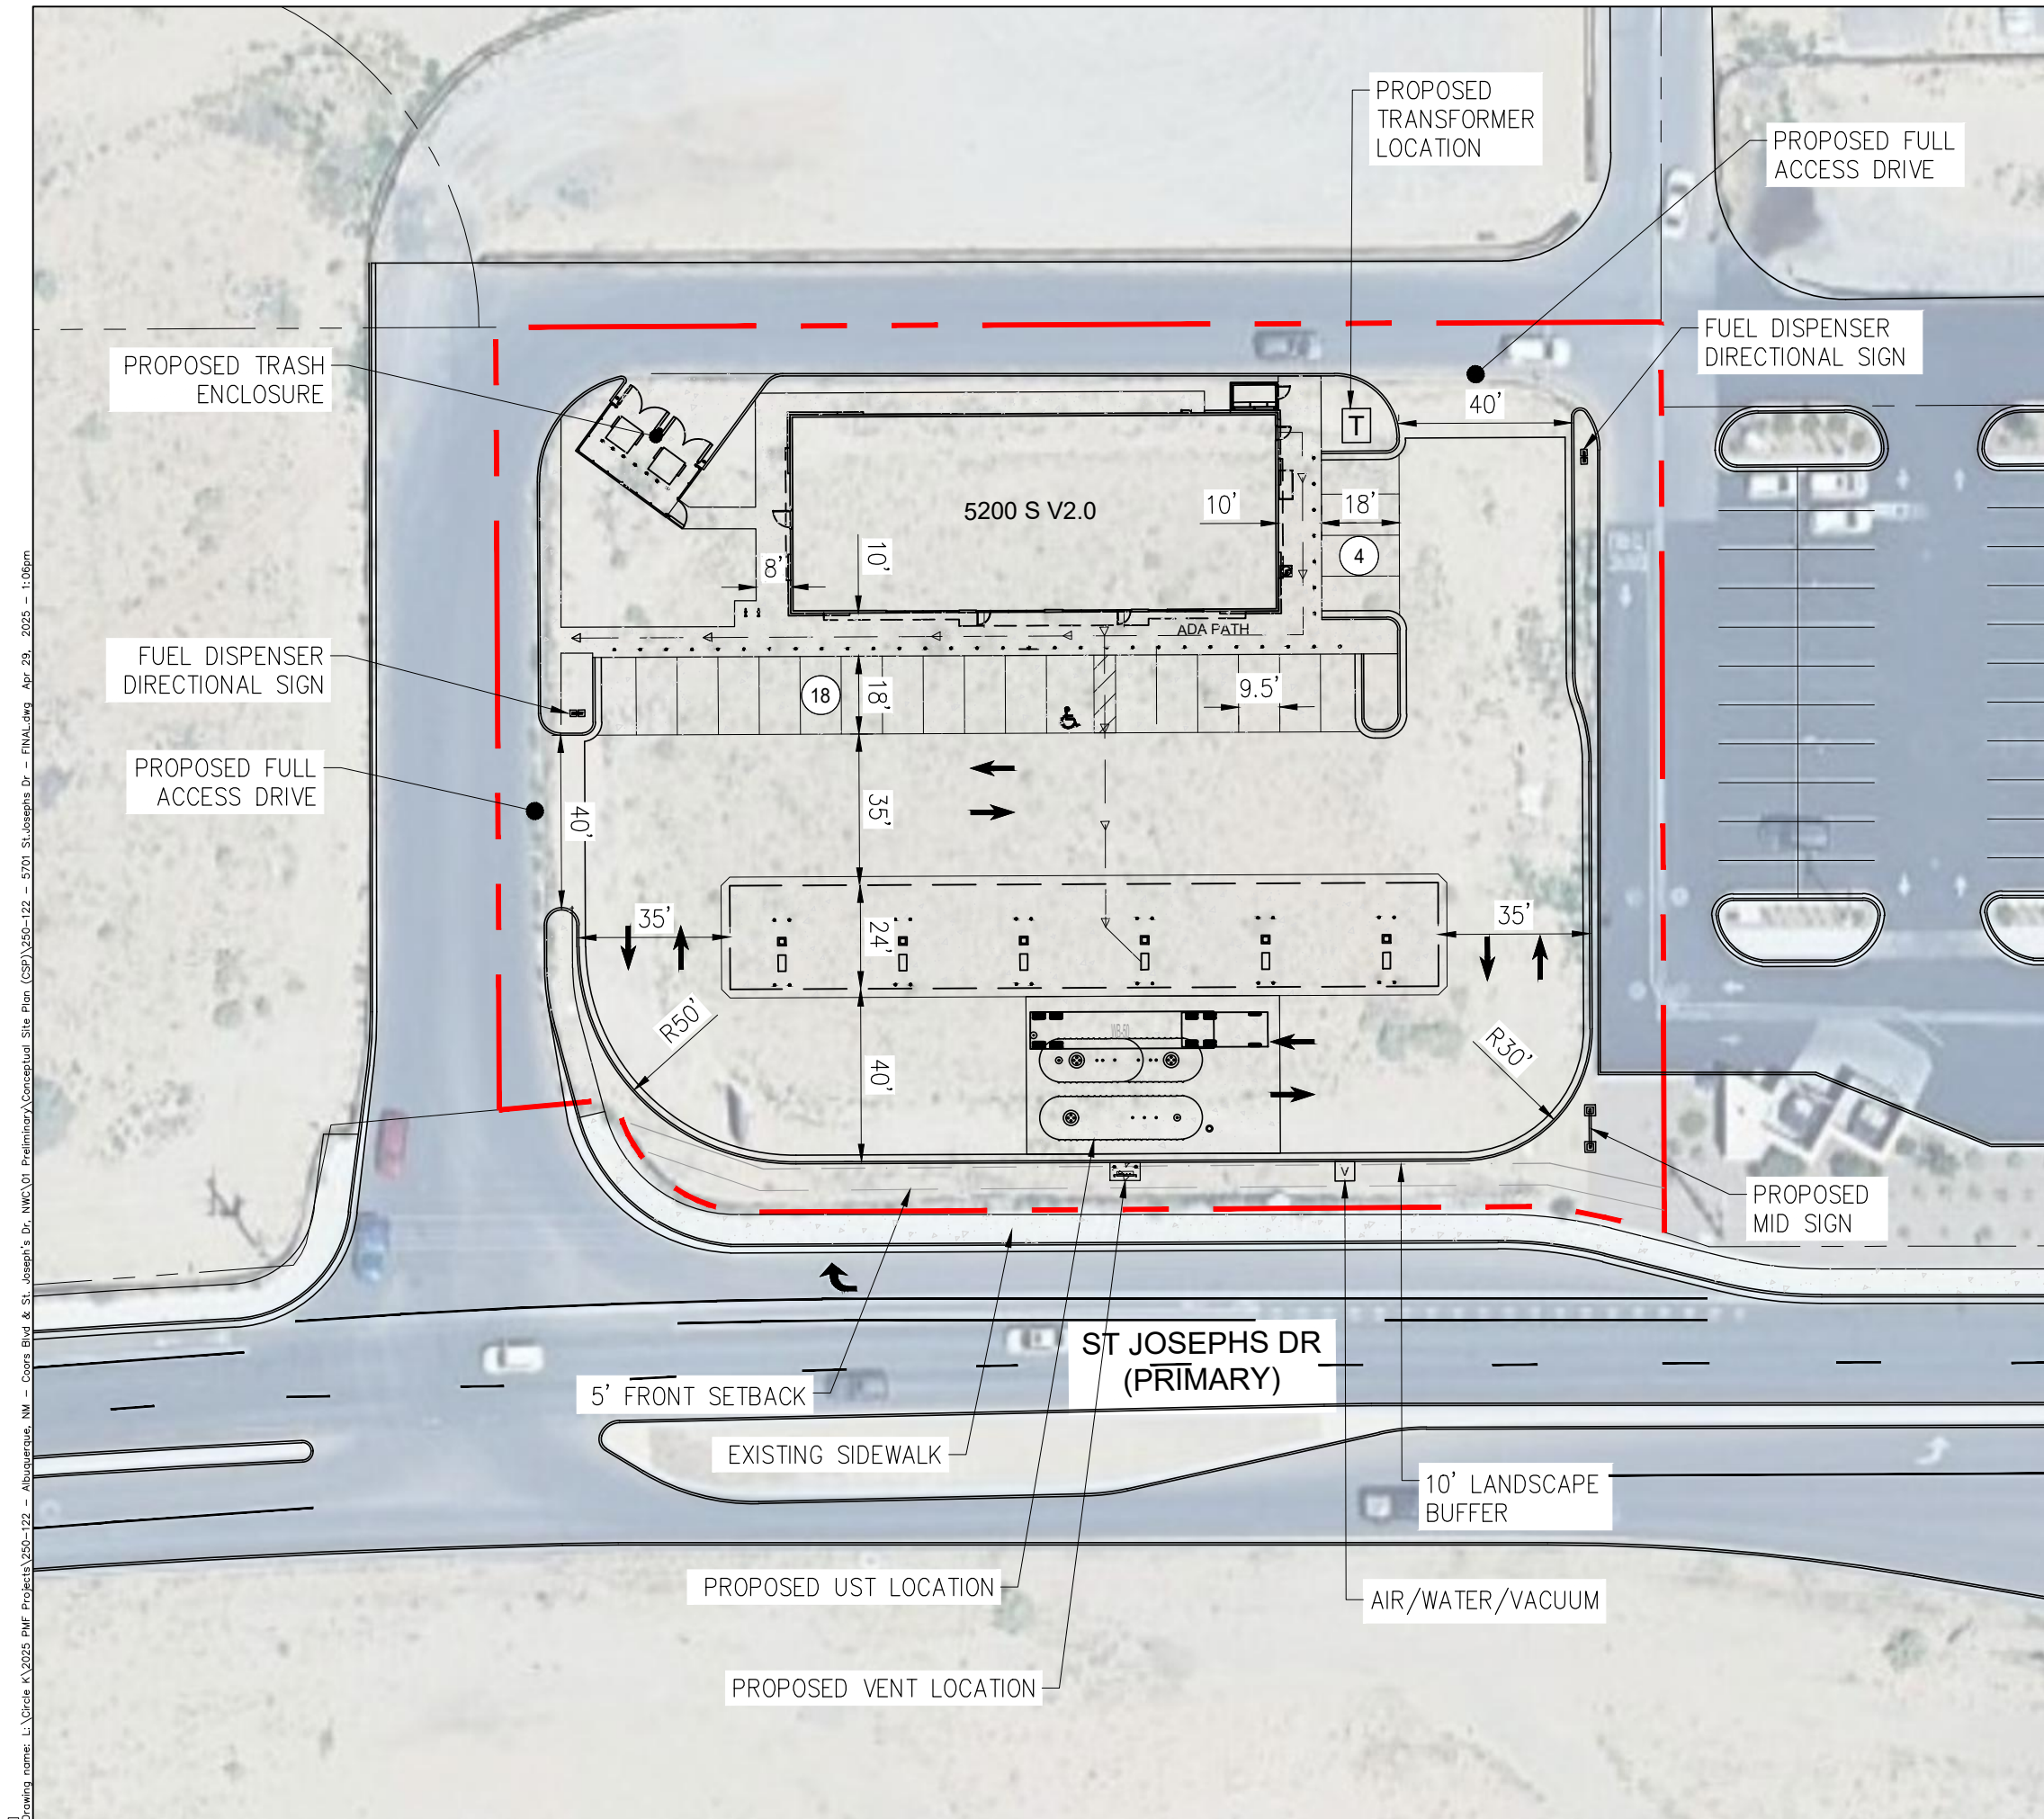 PROPOSED
TRANSFORMER
LOCATION
PROPOSED FULL
ACCESS DRIVE
FUEL DISPENSER
DIRECTIONAL SIGN
PROPOSED TRASH
ENCLOSURE
T
40'
5200 S V2.0
10'
18'
4
10'
8'
ADA PATH
FUEL DISPENSER
DIRECTIONAL SIGN
18
18'
9.5'
PROPOSED FULL
ACCESS DRIVE
40'
35'
35'
24'
35'
R50'
40'
R30'
V
PROPOSED
MID SIGN
ST JOSEPHS DR
(PRIMARY)
5' FRONT SETBACK
EXISTING SIDEWALK
10' LANDSCAPE
BUFFER
PROPOSED UST LOCATION
AIR/WATER/VACUUM
PROPOSED VENT LOCATION
Drawing name: L:\Circle K\2025 PMF Projects\250-122 - Albuquerque, NM - Coors Blvd & St. Joseph's Dr, NWC\01 Preliminary\Conceptual Site Plan (CSP)\250-122 - 5701 St.Josephs Dr - FINAL.dwg Apr 29, 2025 - 1:06pm